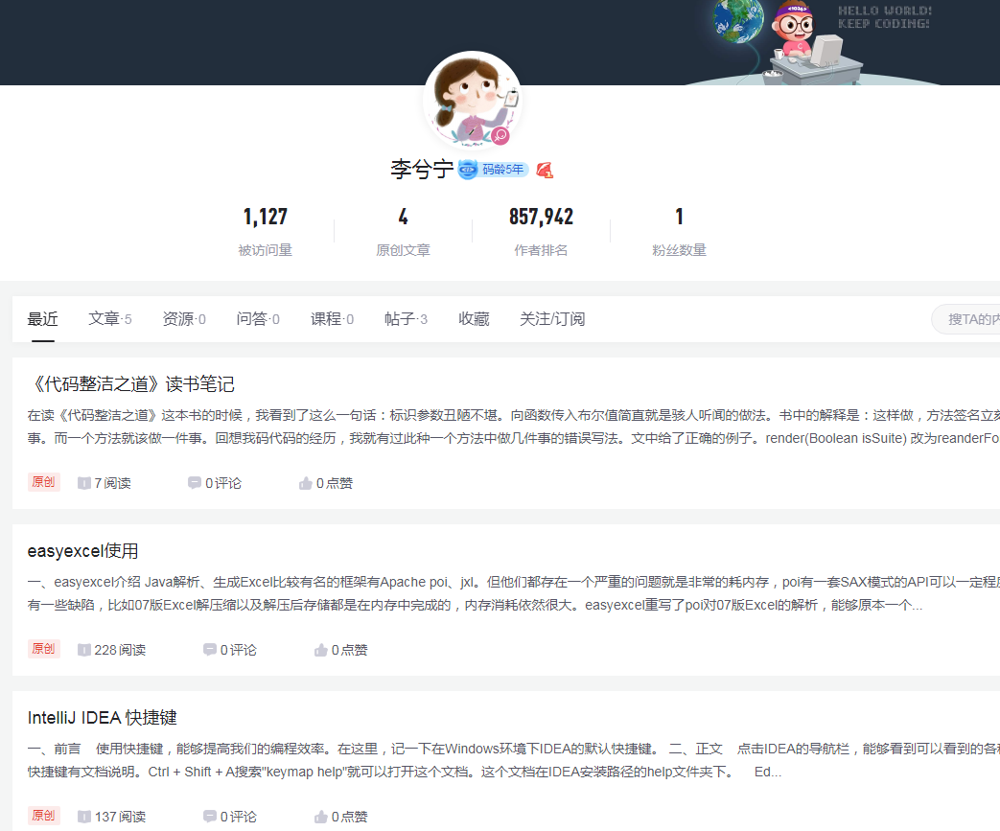 HELLO WORLD!
KEEP CODING!
李兮宁 码龄5年
1,127 4 857,942 1
被访问量 原创文章 作者排名 粉丝数量
最近 文章·5 资源·0 问答·0 课程·0 帖子·3 收藏 关注/订阅 搜TA的内
《代码整洁之道》读书笔记
在读《代码整洁之道》这本书的时候，我看到了这么一句话：标识参数丑陋不堪。向函数传入布尔值简直就是骇人听闻的做法。书中的解释是：这样做，方法签名立刻
事。而一个方法就该做一件事。回想我码代码的经历，我就有过此种一个方法中做几件事的错误写法。文中给了正确的例子。render(Boolean isSuite) 改为reanderFo
原创 7 阅读 0 评论 0 点赞
easyexcel使用
一、easyexcel介绍 Java解析、生成Excel比较有名的框架有Apache poi、jxl。但他们都存在一个严重的问题就是非常的耗内存，poi有一套SAX模式的API可以一定程度
有一些缺陷，比如07版Excel解压缩以及解压后存储都是在内存中完成的，内存消耗依然很大。easyexcel重写了poi对07版Excel的解析，能够原本一个...
原创 228 阅读 0 评论 0 点赞
IntelliJ IDEA 快捷键
一、前言 使用快捷键，能够提高我们的编程效率。在这里，记一下在Windows环境下IDEA的默认快捷键。 二、正文 点击IDEA的导航栏，能够看到可以看到的各种
快捷键有文档说明。Ctrl + Shift + A搜索"keymap help"就可以打开这个文档。这个文档在IDEA安装路径的help文件夹下。 Ed...
原创 137 阅读 0 评论 0 点赞